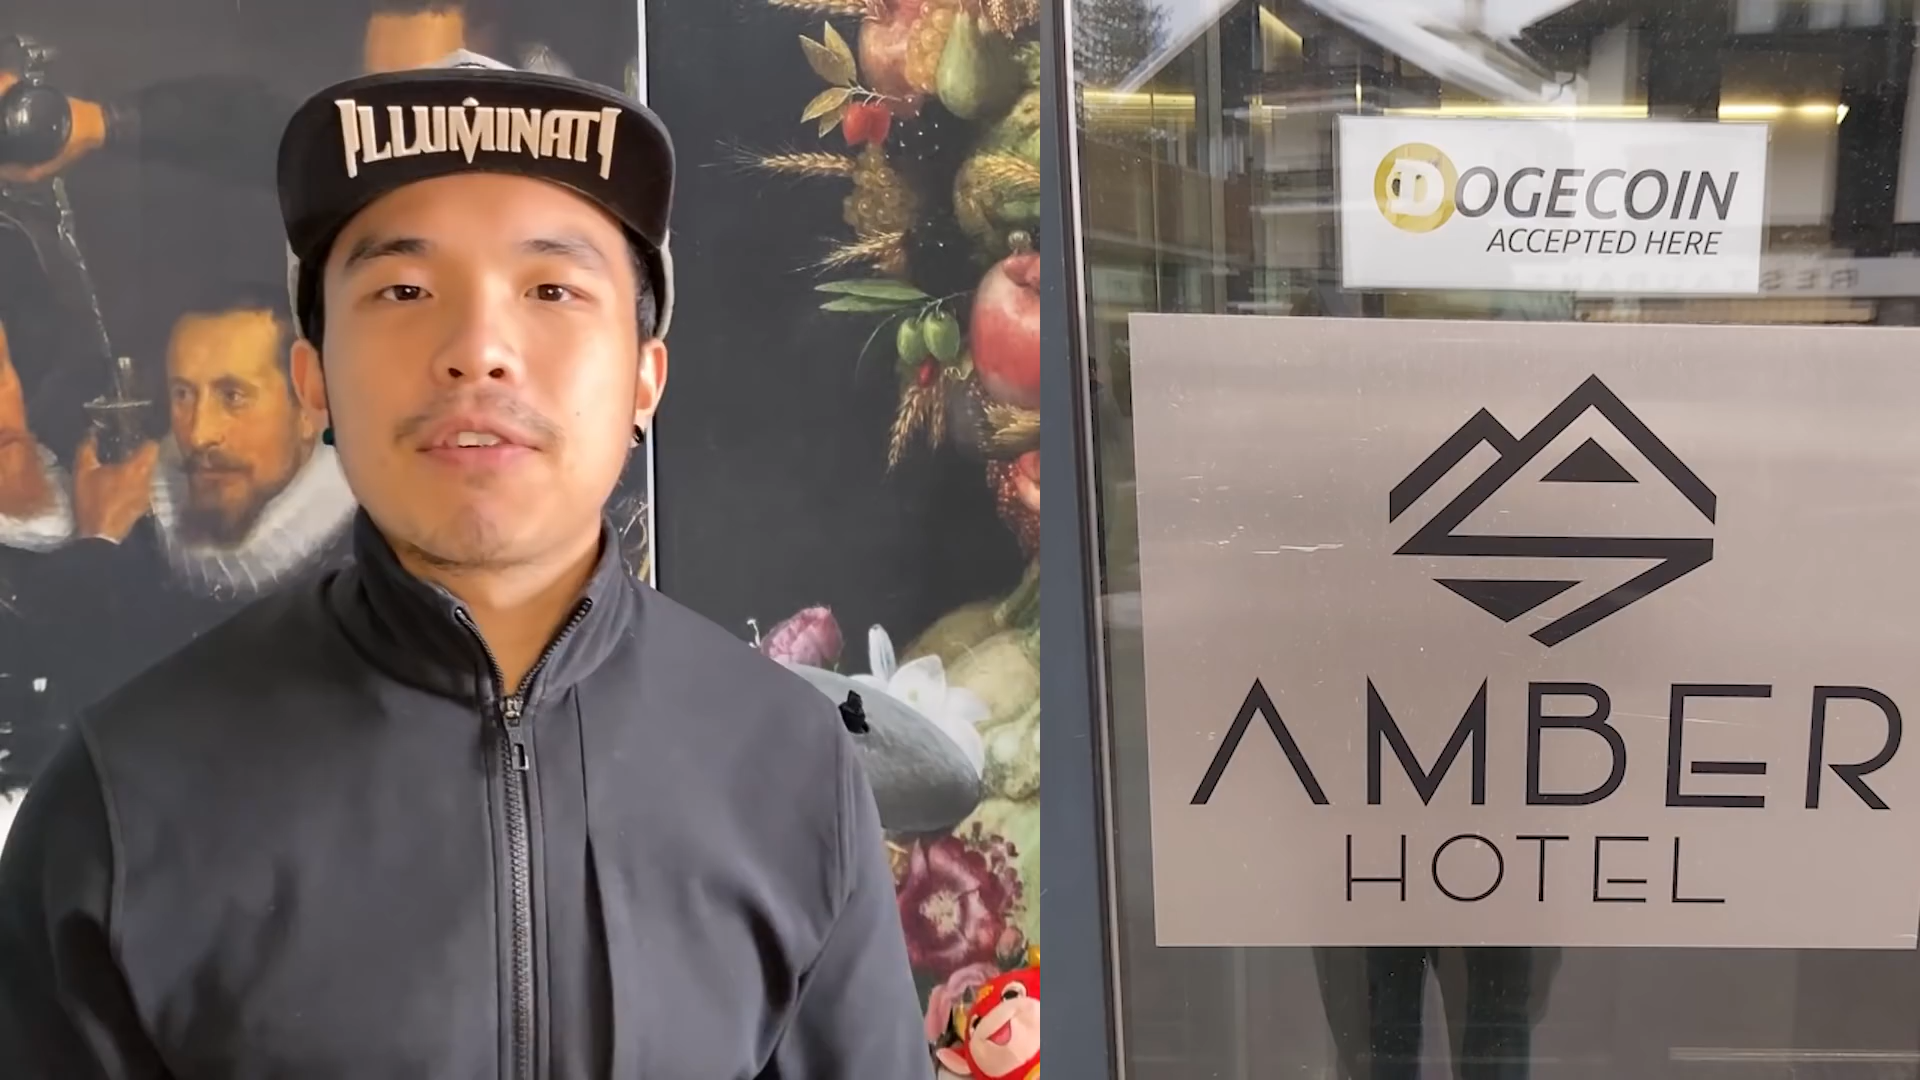 ILLUMINATI
DOGECOIN
ACCEPTED HERE
AMBER
HOTEL